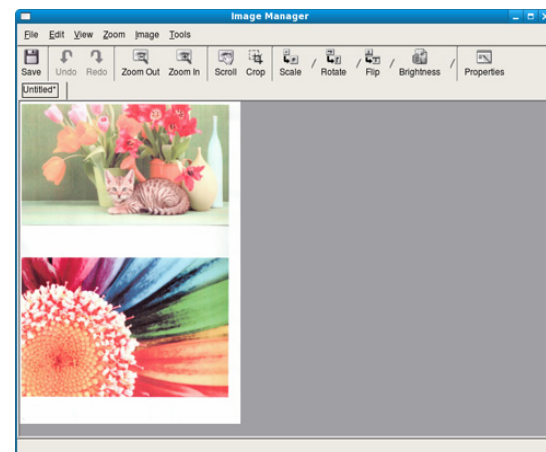 Image Manager
File Edit View Zoom Image Tools
Save Undo Redo Zoom Out Zoom In Scroll Crop Scale / Rotate / Flip / Brightness / Properties
Untitled*